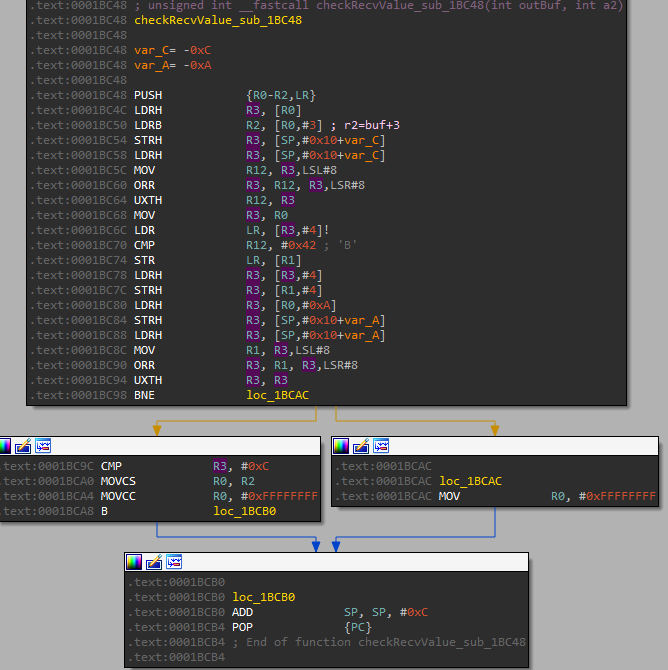 .text:0001BC48 ; unsigned int __fastcall checkRecvValue_sub_1BC48(int outBuf, int a2)
.text:0001BC48 checkRecvValue_sub_1BC48
.text:0001BC48
.text:0001BC48 var_C= -0xC
.text:0001BC48 var_A= -0xA
.text:0001BC48
.text:0001BC48 PUSH {R0-R2,LR}
.text:0001BC4C LDRH R3, [R0]
.text:0001BC50 LDRB R2, [R0,#3] ; r2=buf+3
.text:0001BC54 STRH R3, [SP,#0x10+var_C]
.text:0001BC58 LDRH R3, [SP,#0x10+var_C]
.text:0001BC5C MOV R12, R3,LSL#8
.text:0001BC60 ORR R3, R12, R3,LSR#8
.text:0001BC64 UXTH R12, R3
.text:0001BC68 MOV R3, R0
.text:0001BC6C LDR LR, [R3,#4]!
.text:0001BC70 CMP R12, #0x42 ; 'B'
.text:0001BC74 STR LR, [R1]
.text:0001BC78 LDRH R3, [R3,#4]
.text:0001BC7C STRH R3, [R1,#4]
.text:0001BC80 LDRH R3, [R0,#0xA]
.text:0001BC84 STRH R3, [SP,#0x10+var_A]
.text:0001BC88 LDRH R3, [SP,#0x10+var_A]
.text:0001BC8C MOV R1, R3,LSL#8
.text:0001BC90 ORR R3, R1, R3,LSR#8
.text:0001BC94 UXTH R3, R3
.text:0001BC98 BNE loc_1BCAC
.text:0001BC9C CMP R3, #0xC
.text:0001BCA0 MOVCS R0, R2
.text:0001BCA4 MOVCC R0, #0xFFFFFFFF
.text:0001BCA8 B loc_1BCB0
.text:0001BCAC
.text:0001BCAC loc_1BCAC
.text:0001BCAC MOV R0, #0xFFFFFFFF
.text:0001BCB0
.text:0001BCB0 loc_1BCB0
.text:0001BCB0 ADD SP, SP, #0xC
.text:0001BCB4 POP {PC}
.text:0001BCB4 ; End of function checkRecvValue_sub_1BC48
.text:0001BCB4